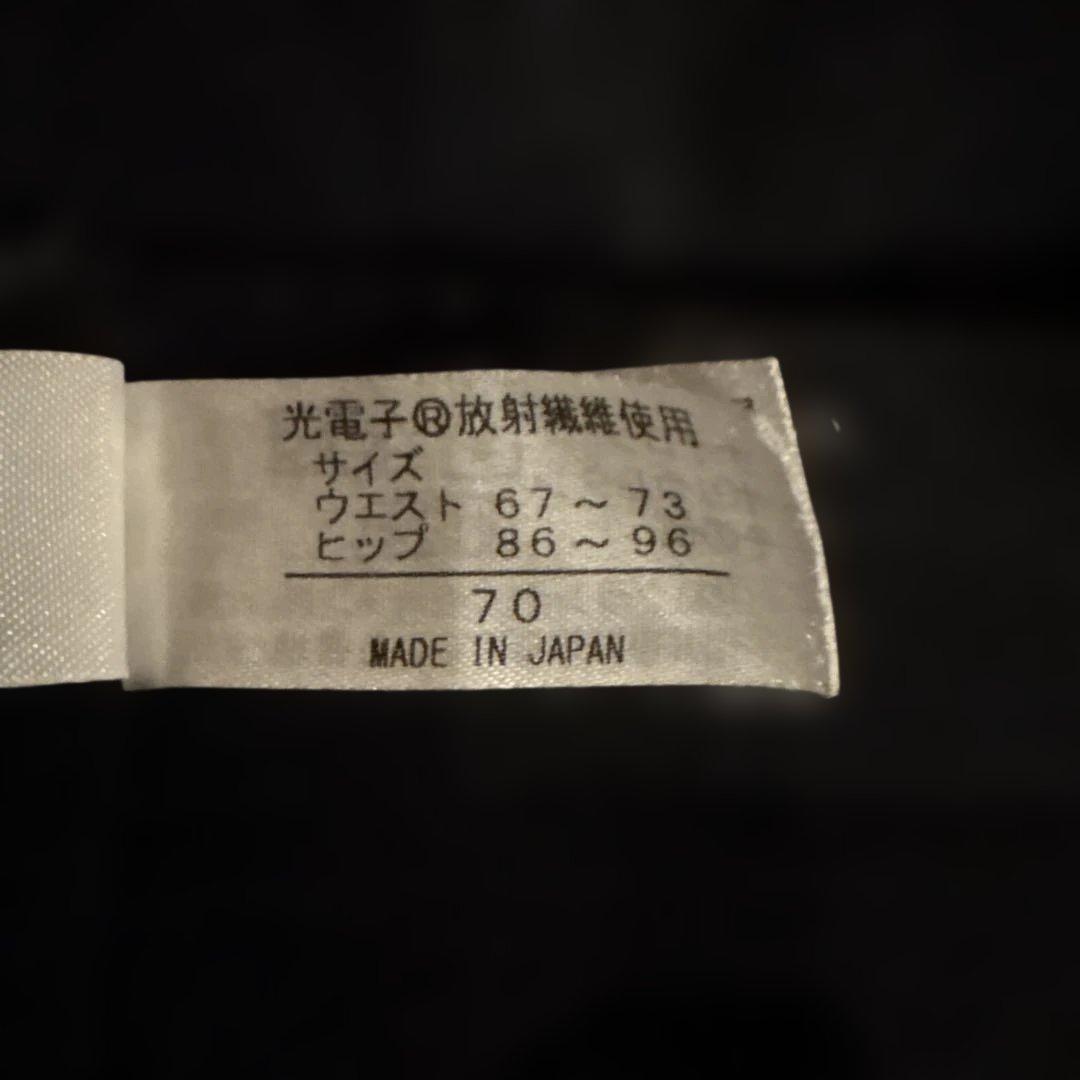 光電子®放射繊維使用
サイズ
ウエスト 67～73
ヒップ 86～96
70
MADE IN JAPAN